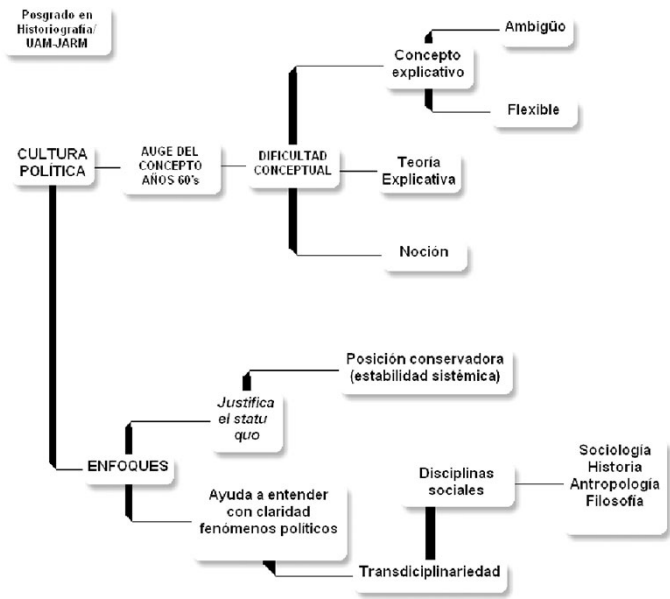 Posgrado en
Historiografía/
UAM-JARM
CULTURA
POLÍTICA
AUGE DEL
CONCEPTO
AÑOS 60's
DIFICULTAD
CONCEPTUAL
Concepto
explicativo
Ambigüo
Flexible
Teoría
Explicativa
Noción
ENFOQUES
Justifica
el statu
quo
Posición conservadora
(estabilidad sistémica)
Ayuda a entender
con claridad
fenómenos políticos
Transdiciplinariedad
Disciplinas
sociales
Sociología
Historia
Antropología
Filosofía